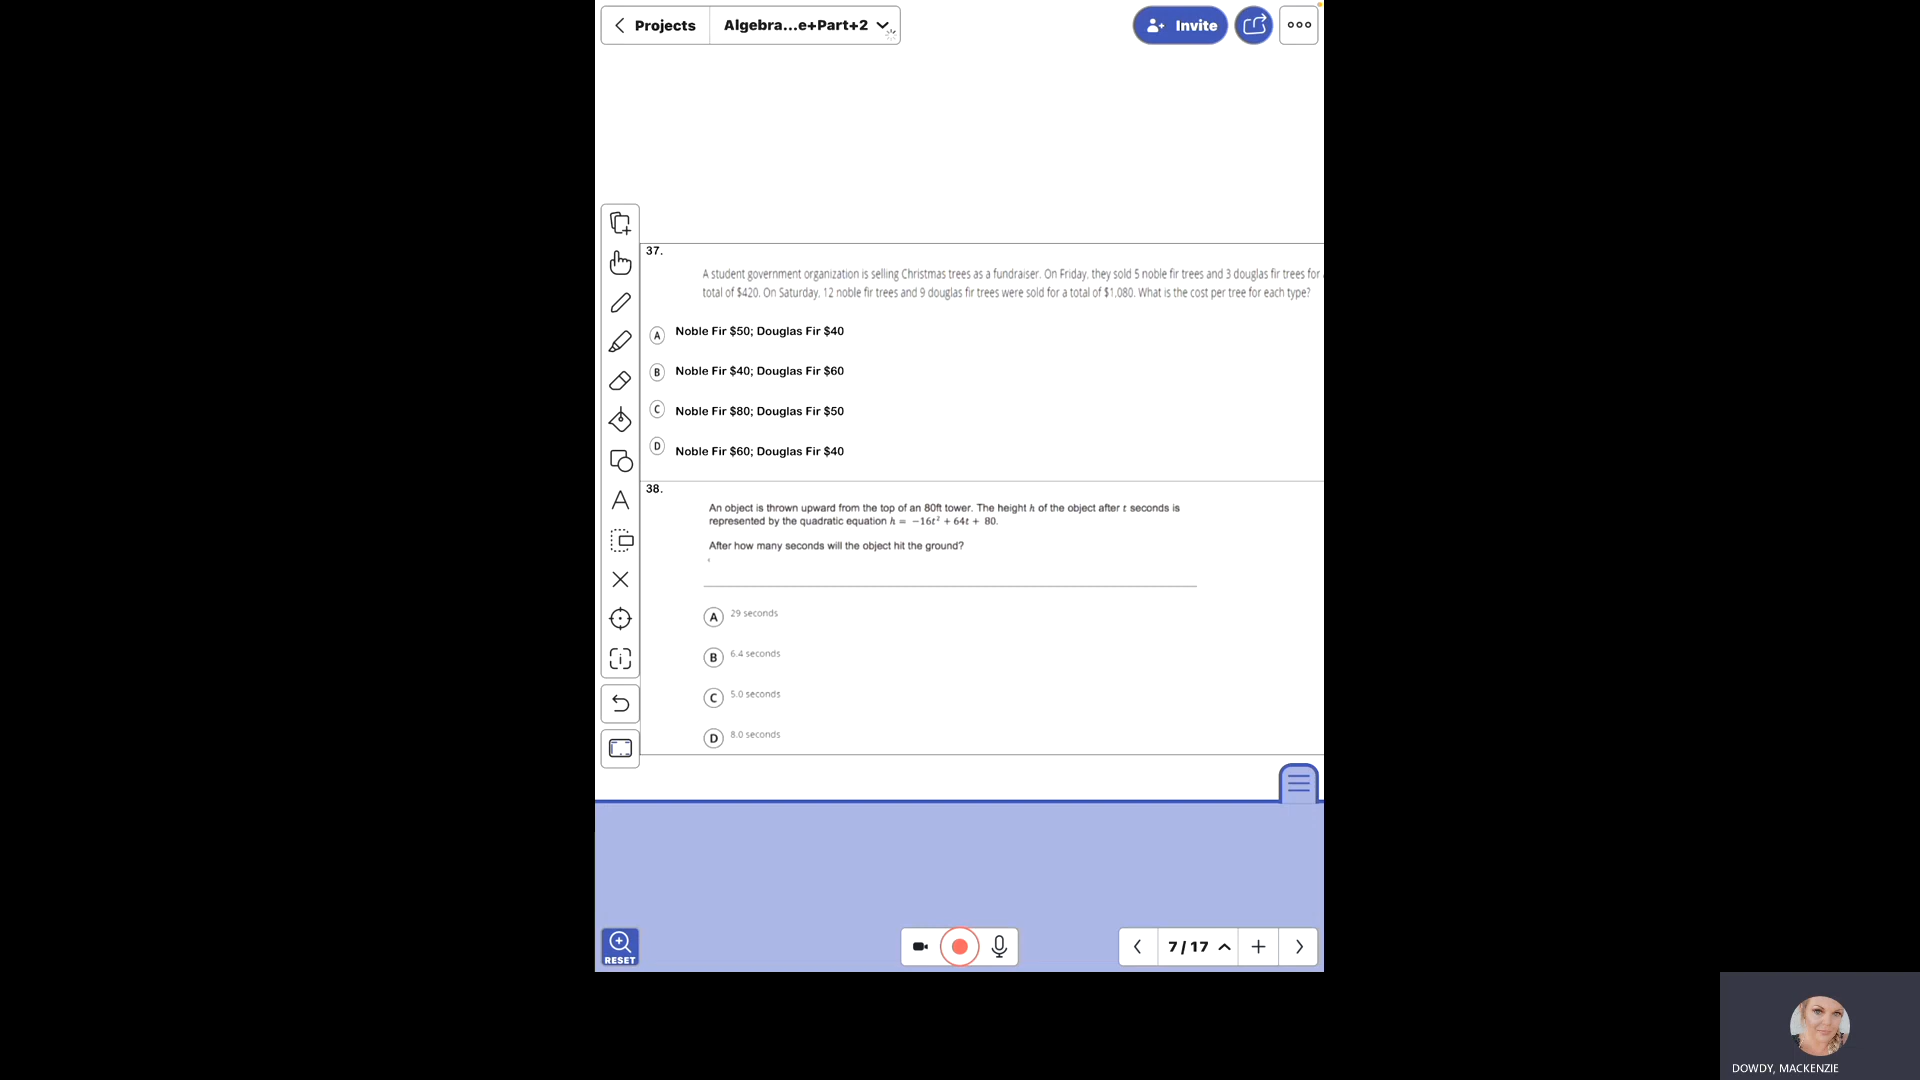 Projects
Algebra...e+Part+2
Invite
37.
A student government organization is selling Christmas trees as a fundraiser. On Friday, they sold 5 noble fir trees and 3 douglas fir trees for
total of $420. On Saturday, 12 noble fir trees and 9 douglas fir trees were sold for a total of $1,080. What is the cost per tree for each type?
A Noble Fir $50; Douglas Fir $40
B Noble Fir $40; Douglas Fir $60
C Noble Fir $80; Douglas Fir $50
D Noble Fir $60; Douglas Fir $40
38.
An object is thrown upward from the top of an 80ft tower. The height h of the object after t seconds is
represented by the quadratic equation h = −16t² + 64t + 80.
After how many seconds will the object hit the ground?
A 29 seconds
B 6.4 seconds
C 5.0 seconds
D 8.0 seconds
RESET
7 / 17
DOWDY, MACKENZIE